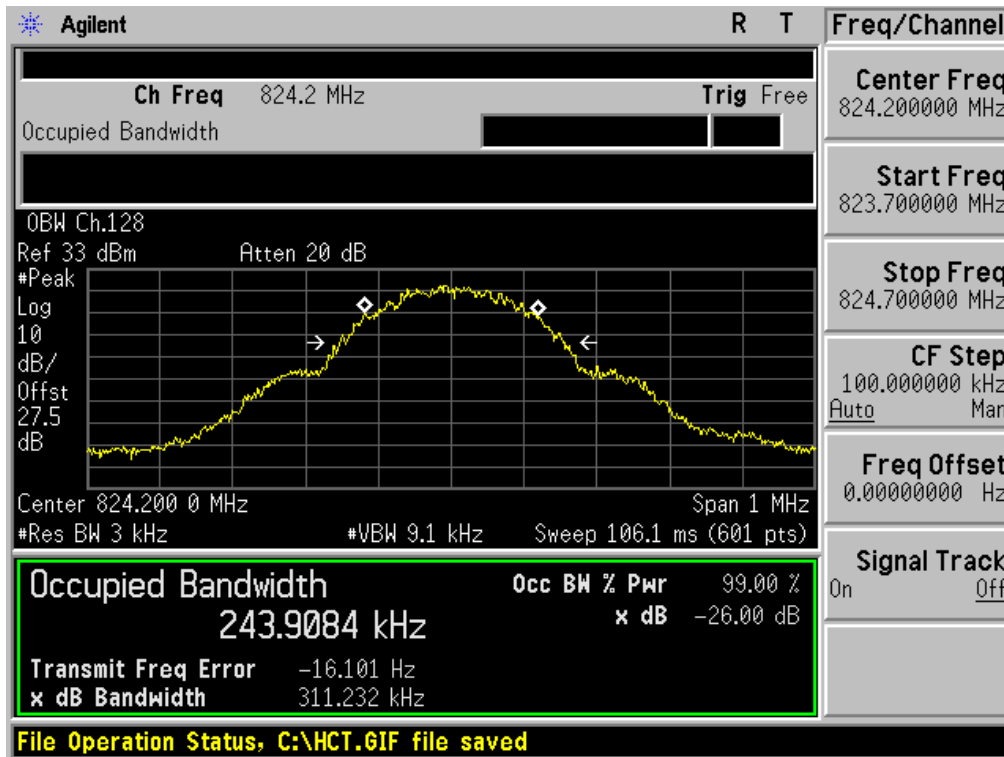 Agilent R T
Freq/Channel
Ch Freq 824.2 MHz Trig Free
Occupied Bandwidth
Center Freq
824.200000 MHz
Start Freq
823.700000 MHz
Stop Freq
824.700000 MHz
CF Step
100.000000 kHz
Auto Man
Freq Offset
0.00000000 Hz
Signal Track
On Off
OBW Ch.128
Ref 33 dBm Atten 20 dB
#Peak
Log
10
dB/
Offst
27.5
dB
Center 824.200 0 MHz Span 1 MHz
#Res BW 3 kHz #VBW 9.1 kHz Sweep 106.1 ms (601 pts)
Occupied Bandwidth Occ BW % Pwr 99.00 %
243.9084 kHz x dB -26.00 dB
Transmit Freq Error -16.101 Hz
x dB Bandwidth 311.232 kHz
File Operation Status, C:\HCT.GIF file saved